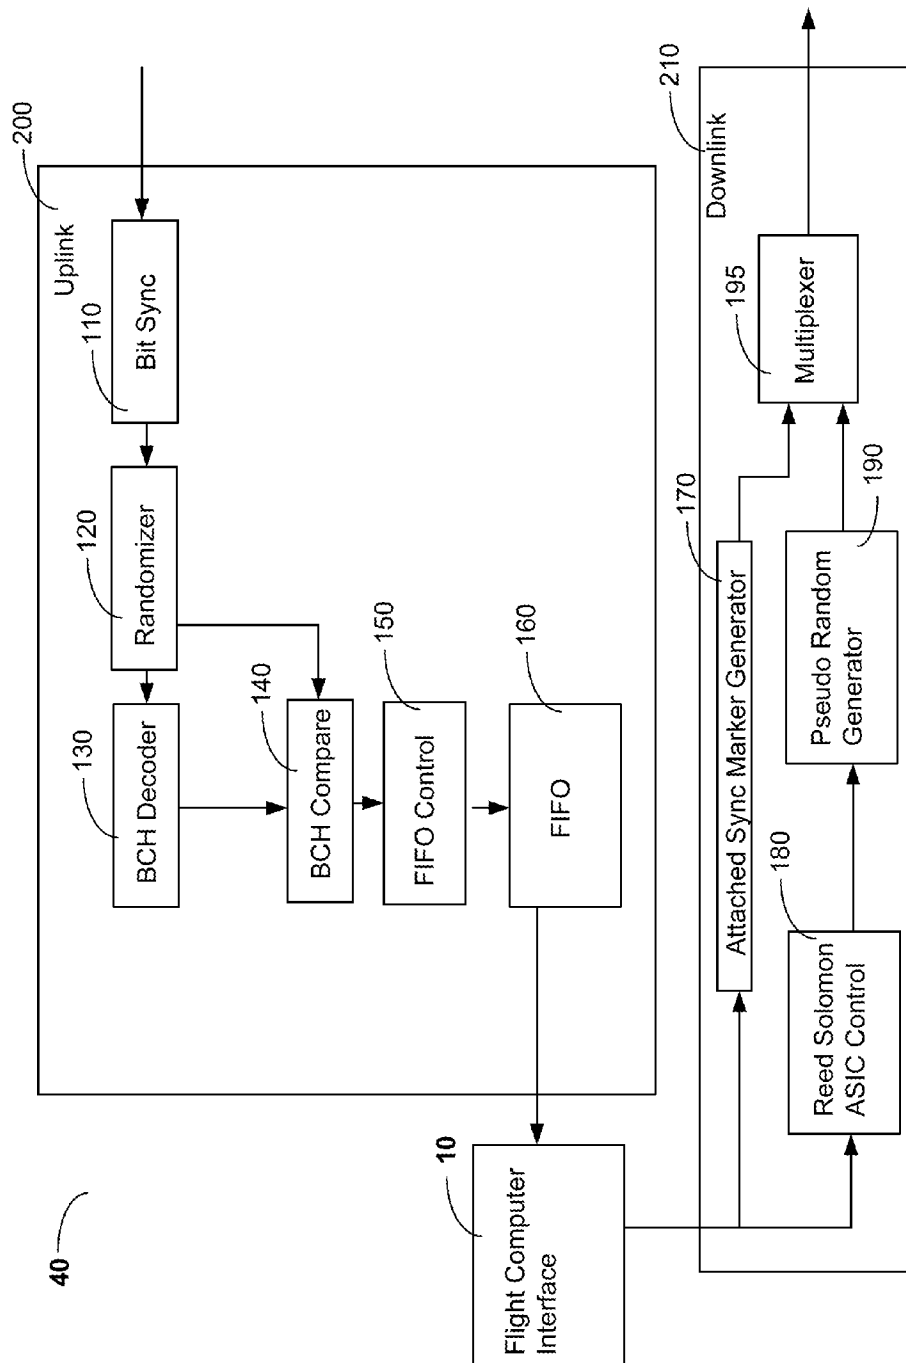 40
200
Uplink
110
Bit Sync
120
Randomizer
130
BCH Decoder
140
BCH Compare
150
FIFO Control
160
FIFO
10
Flight Computer
Interface
210
Downlink
170
Attached Sync Marker Generator
180
Reed Solomon
ASIC Control
190
Pseudo Random
Generator
195
Multiplexer